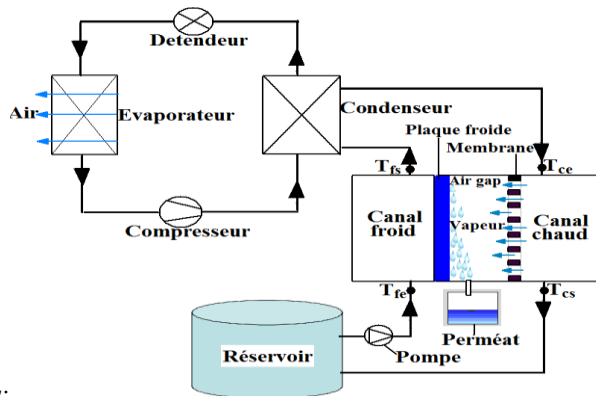 Detendeur
Air
Evaporateur
Condenseur
Compresseur
Plaque froide
Membrane
Tfs
Air gap
Tce
Canal froid
Vapeur
Canal chaud
Tfe
Tcs
Perméat
Réservoir
Pompe